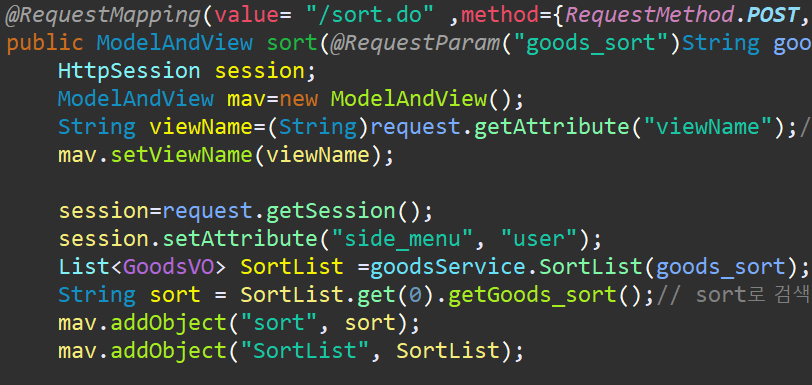 @RequestMapping(value= "/sort.do" ,method={RequestMethod.POST,
public ModelAndView sort(@RequestParam("goods_sort")String goo
HttpSession session;
ModelAndView mav=new ModelAndView();
String viewName=(String)request.getAttribute("viewName");/
mav.setViewName(viewName);
session=request.getSession();
session.setAttribute("side_menu", "user");
List<GoodsVO> SortList =goodsService.SortList(goods_sort);
String sort = SortList.get(0).getGoods_sort();// sort로 검색
mav.addObject("sort", sort);
mav.addObject("SortList", SortList);